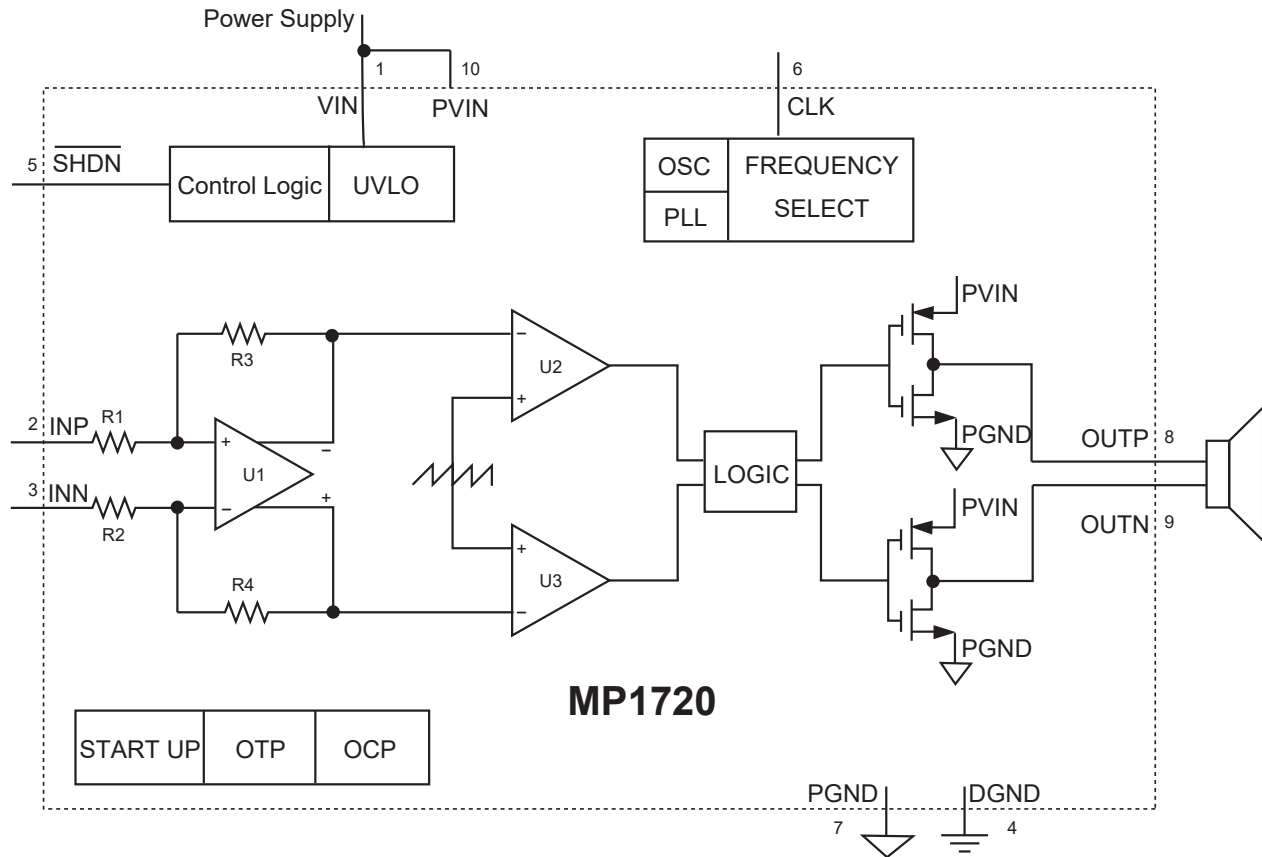 Power Supply
1
10
6
VIN
PVIN
CLK
5
SHDN
Control Logic
UVLO
OSC
PLL
FREQUENCY
SELECT
PVIN
R3
−
U2
+
2
INP
R1
+
−
U1
PGND
OUTP
8
LOGIC
3
INN
R2
−
+
PVIN
OUTN
9
+
U3
−
R4
PGND
MP1720
START UP
OTP
OCP
PGND
DGND
7
4